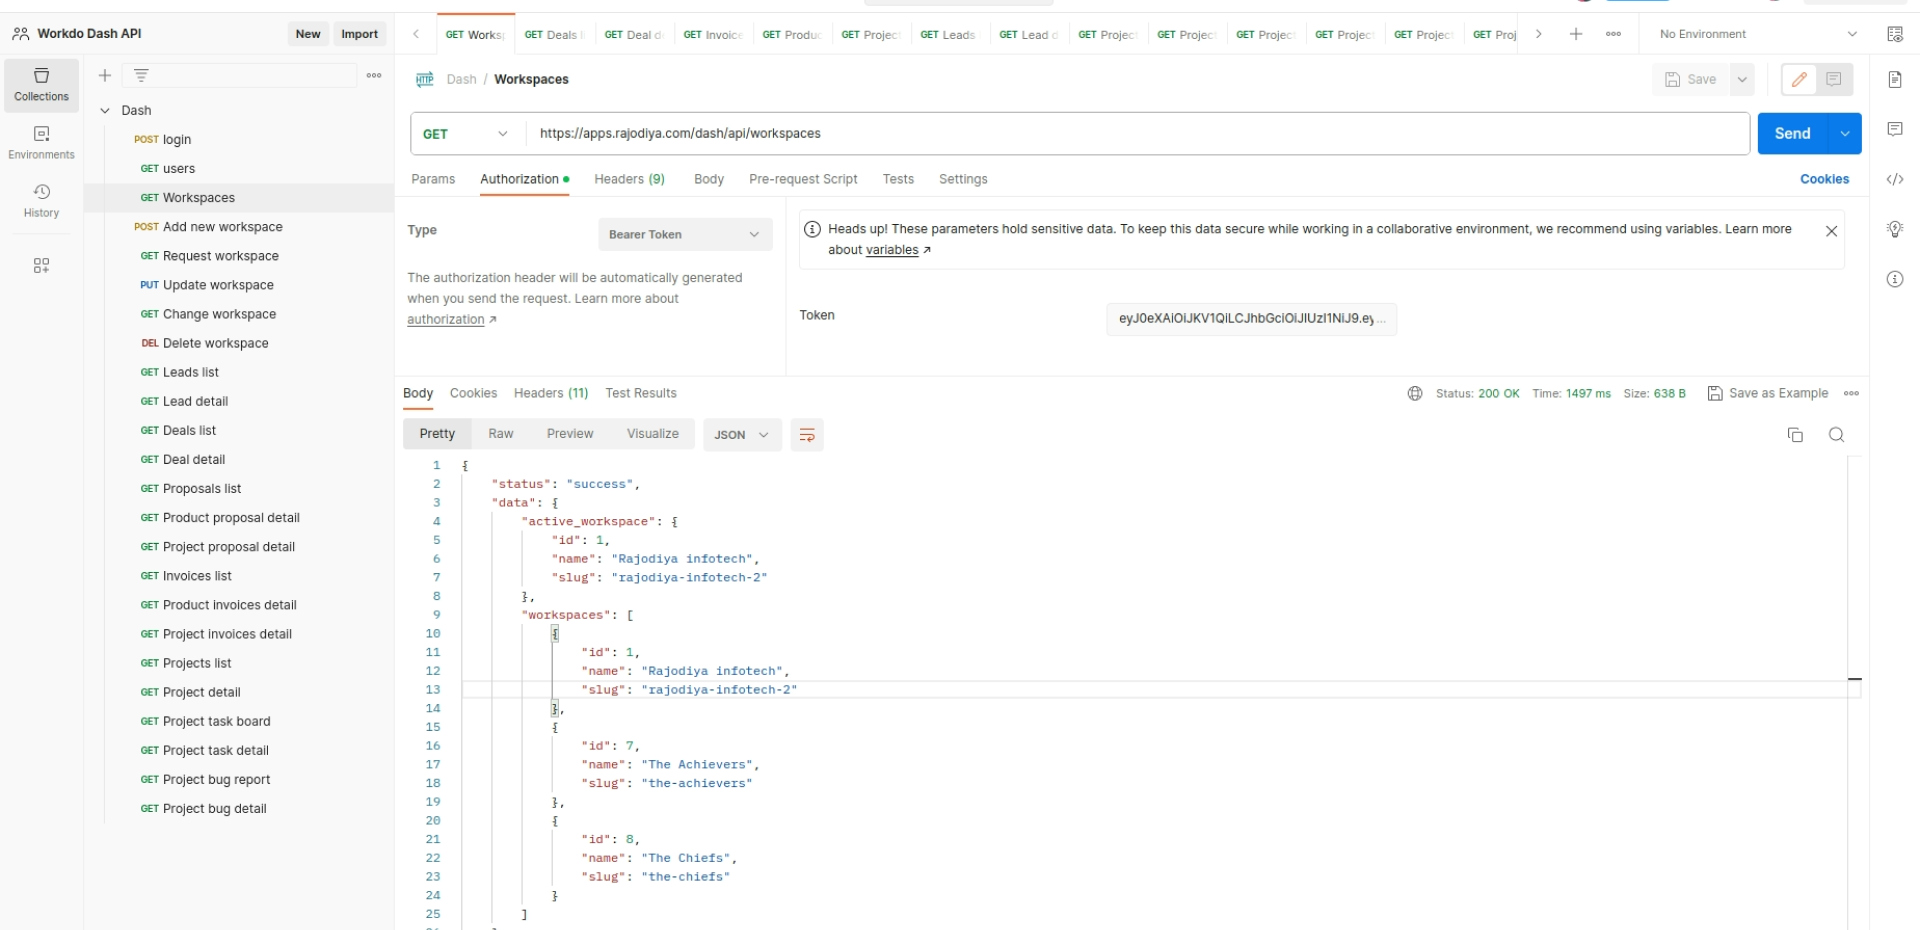 Workdo Dash API
New
Import
Collections
Environments
History
Dash
POST login
GET users
GET Workspaces
POST Add new workspace
GET Request workspace
PUT Update workspace
GET Change workspace
DEL Delete workspace
GET Leads list
GET Lead detail
GET Deals list
GET Deal detail
GET Proposals list
GET Product proposal detail
GET Project proposal detail
GET Invoices list
GET Product invoices detail
GET Project invoices detail
GET Projects list
GET Project detail
GET Project task board
GET Project task detail
GET Project bug report
GET Project bug detail
GET Works GET Deals l GET Deal d GET Invoice GET Produc GET Projec GET Leads GET Lead d GET Projec GET Projec GET Projec GET Projec GET Projec GET Proj
No Environment
HTTP Dash / Workspaces
Save
GET https://apps.rajodiya.com/dash/api/workspaces
Send
Params Authorization Headers (9) Body Pre-request Script Tests Settings
Cookies
Type Bearer Token
The authorization header will be automatically generated
when you send the request. Learn more about
authorization ↗
Heads up! These parameters hold sensitive data. To keep this data secure while working in a collaborative environment, we recommend using variables. Learn more
about variables ↗
Token
Body Cookies Headers (11) Test Results
Status: 200 OK Time: 1497 ms Size: 638 B Save as Example
Pretty Raw Preview Visualize JSON
1 {
2 "status": "success",
3 "data": {
4 "active_workspace": {
5 "id": 1,
6 "name": "Rajodiya infotech",
7 "slug": "rajodiya-infotech-2"
8 },
9 "workspaces": [
10 {
11 "id": 1,
12 "name": "Rajodiya infotech",
13 "slug": "rajodiya-infotech-2"
14 },
15 {
16 "id": 7,
17 "name": "The Achievers",
18 "slug": "the-achievers"
19 },
20 {
21 "id": 8,
22 "name": "The Chiefs",
23 "slug": "the-chiefs"
24 }
25 ]